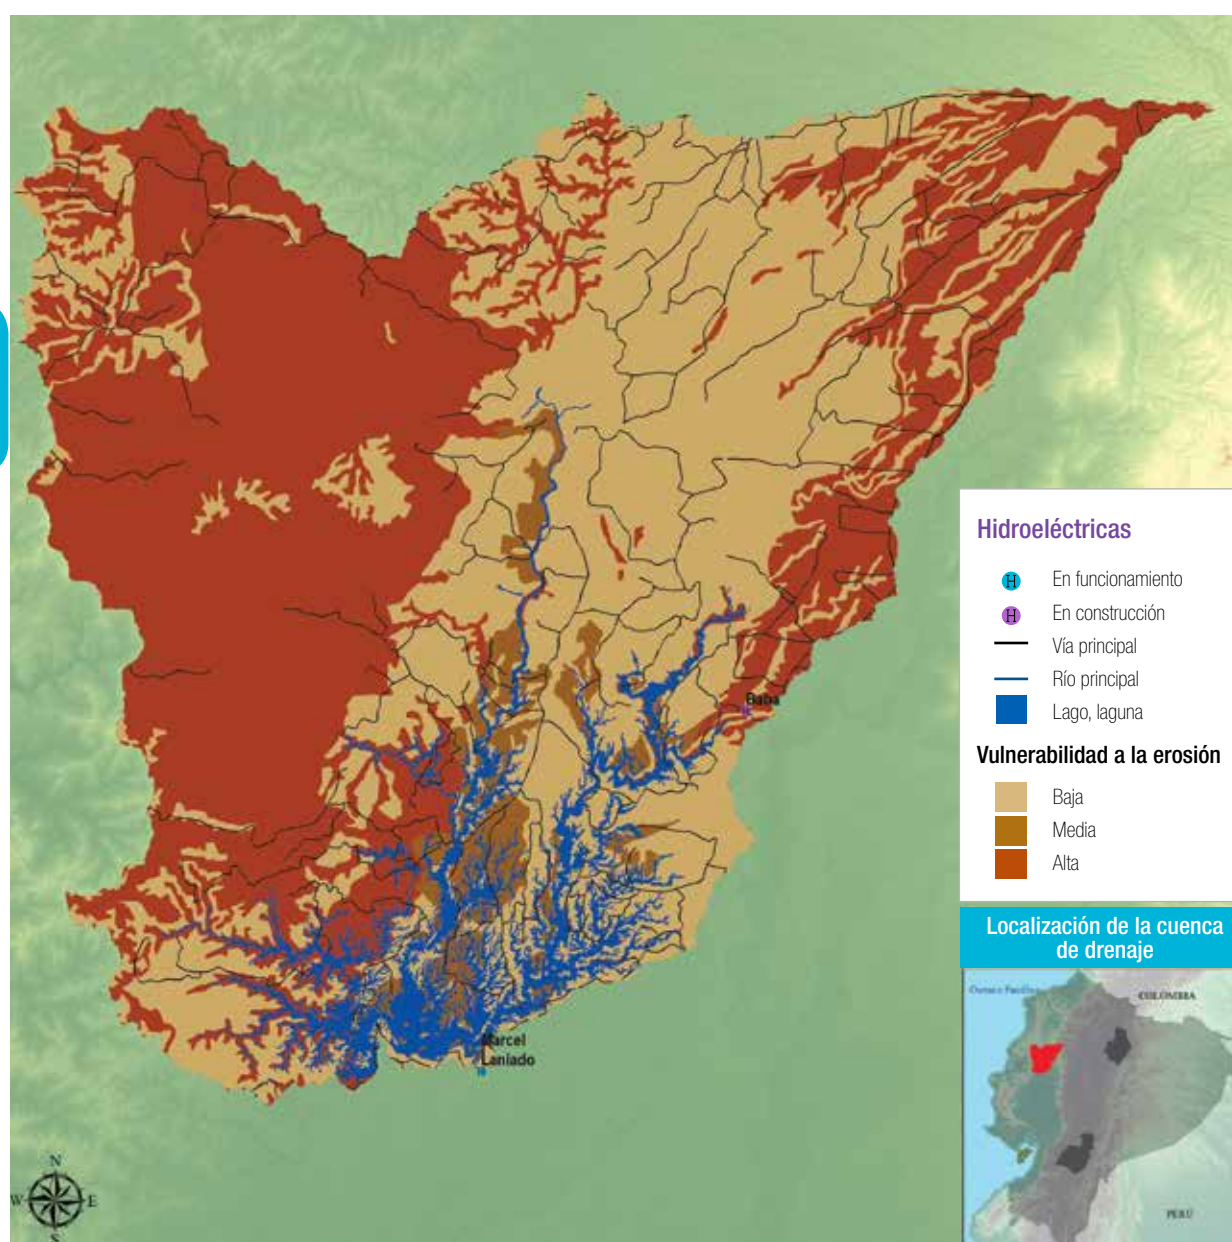 Baba
Marcel
Laniado
Hidroeléctricas
H En funcionamiento
H En construcción
Vía principal
Río principal
Lago, laguna
Vulnerabilidad a la erosión
Baja
Media
Alta
Localización de la cuenca
de drenaje
COLOMBIA
PERÚ
N
W E
S